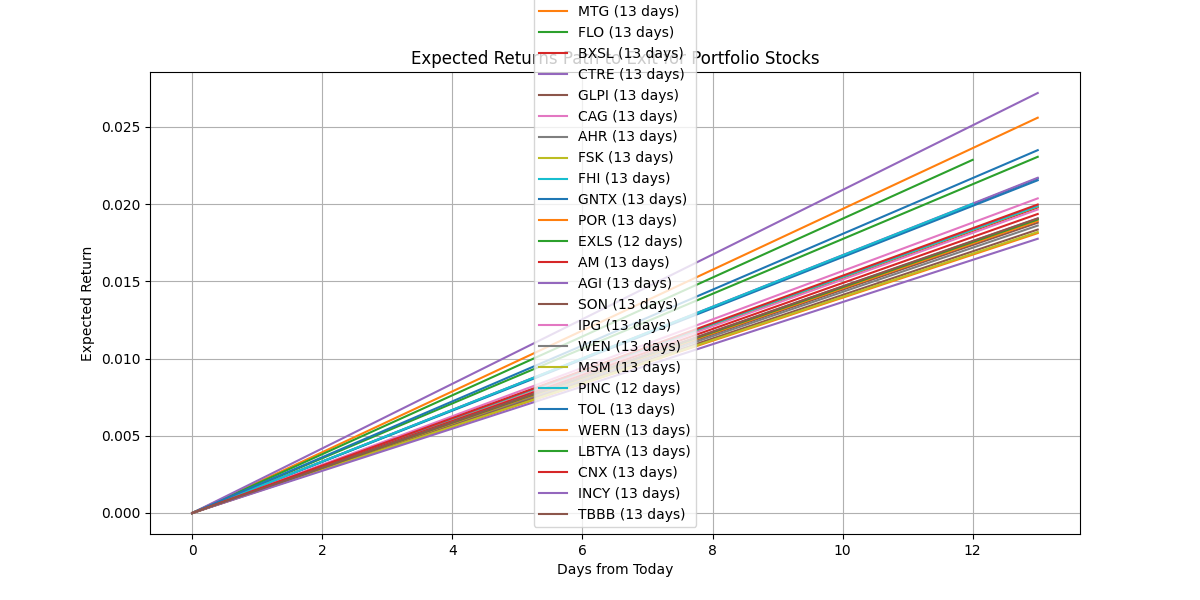 MTG (13 days)
FLO (13 days)
BXSL (13 days)
Expected Returns Path to Exit for Portfolio Stocks
CTRE (13 days)
GLPI (13 days)
CAG (13 days)
AHR (13 days)
FSK (13 days)
FHI (13 days)
GNTX (13 days)
POR (13 days)
EXLS (12 days)
AM (13 days)
AGI (13 days)
SON (13 days)
IPG (13 days)
WEN (13 days)
MSM (13 days)
PINC (12 days)
TOL (13 days)
WERN (13 days)
LBTYA (13 days)
CNX (13 days)
INCY (13 days)
TBBB (13 days)
Expected Return
0.025
0.020
0.015
0.010
0.005
0.000
0
2
4
6
8
10
12
Days from Today